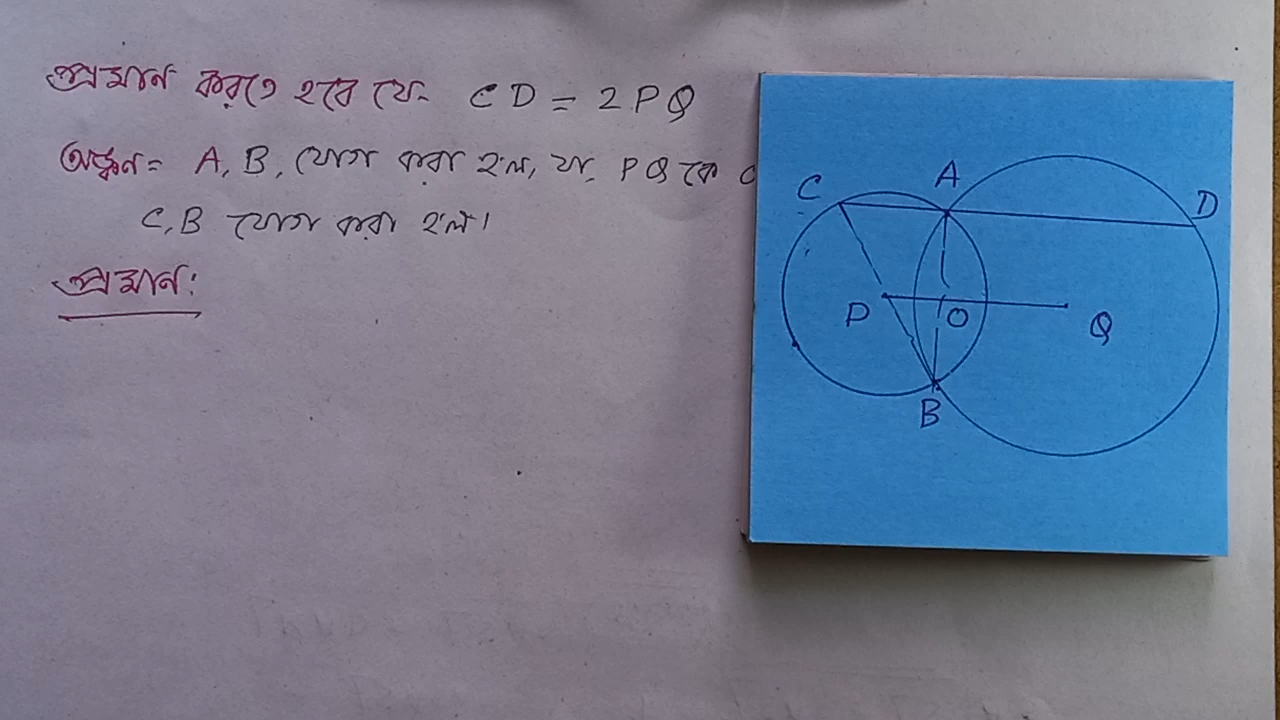 প্রমান করতে হবে যে- CD = 2PQ
অঙ্কন= A, B, যোগ করা হল, যা, PQ কে
C, B যোগ করা হল।
প্রমান:
C
A
D
P
O
Q
B